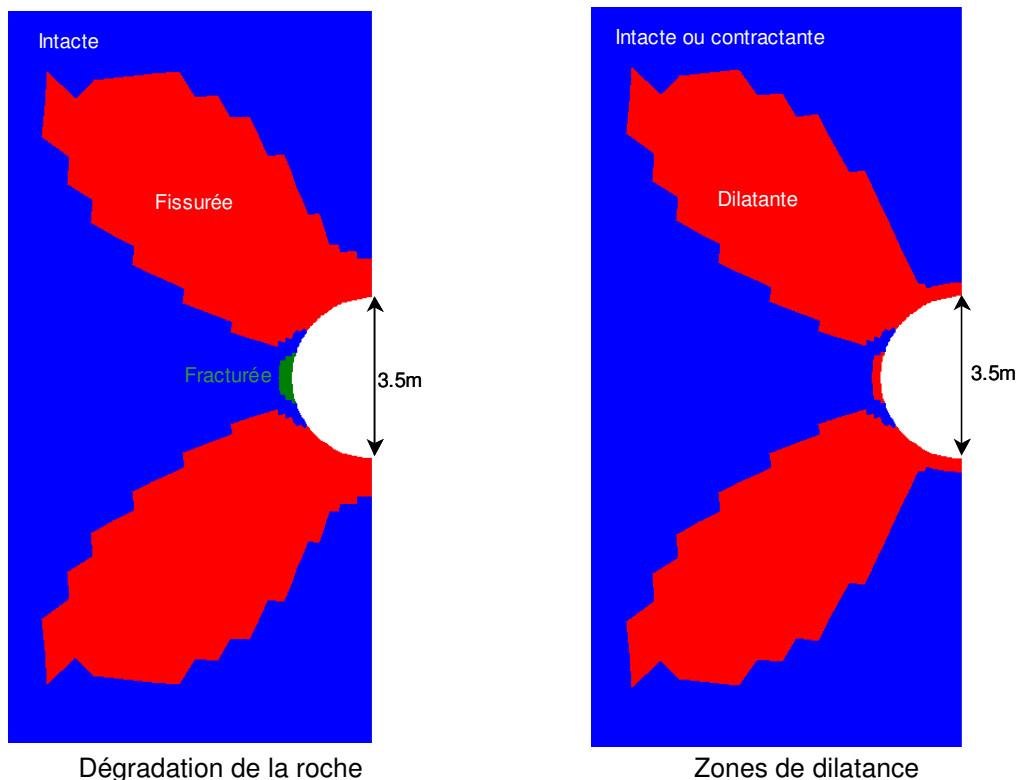 Intacte
Fissurée
Fracturée
3.5m
Dégradation de la roche
Intacte ou contractante
Dilatante
3.5m
Zones de dilatance